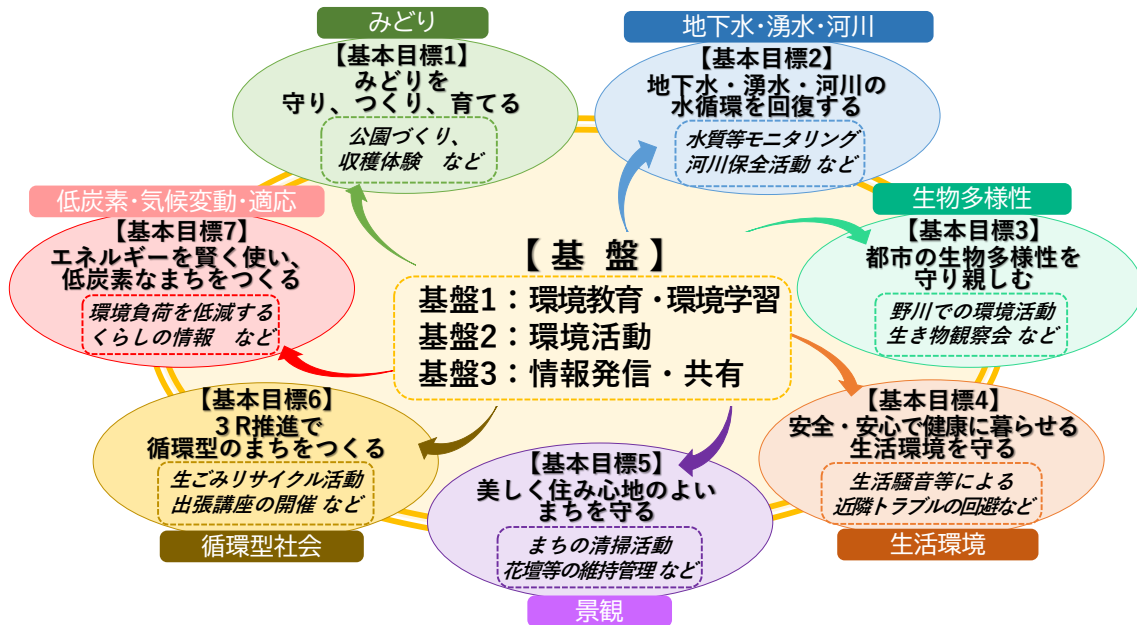 みどり
【基本目標1】
みどりを
守り、つくり、育てる
公園づくり、
収穫体験　など
地下水・湧水・河川
【基本目標2】
地下水・湧水・河川の
水循環を回復する
水質等モニタリング
河川保全活動 など
生物多様性
【基本目標3】
都市の生物多様性を
守り親しむ
野川での環境活動
生き物観察会 など
【基本目標4】
安全・安心で健康に暮らせる
生活環境を守る
生活騒音等による
近隣トラブルの回避など
生活環境
【基本目標5】
美しく住み心地のよい
まちを守る
まちの清掃活動
花壇等の維持管理 など
景観
【基本目標6】
３R推進で
循環型のまちをつくる
生ごみリサイクル活動
出張講座の開催 など
循環型社会
低炭素・気候変動・適応
【基本目標7】
エネルギーを賢く使い、
低炭素なまちをつくる
環境負荷を低減する
くらしの情報　など
【 基 盤 】
基盤1：環境教育・環境学習
基盤2：環境活動
基盤3：情報発信・共有